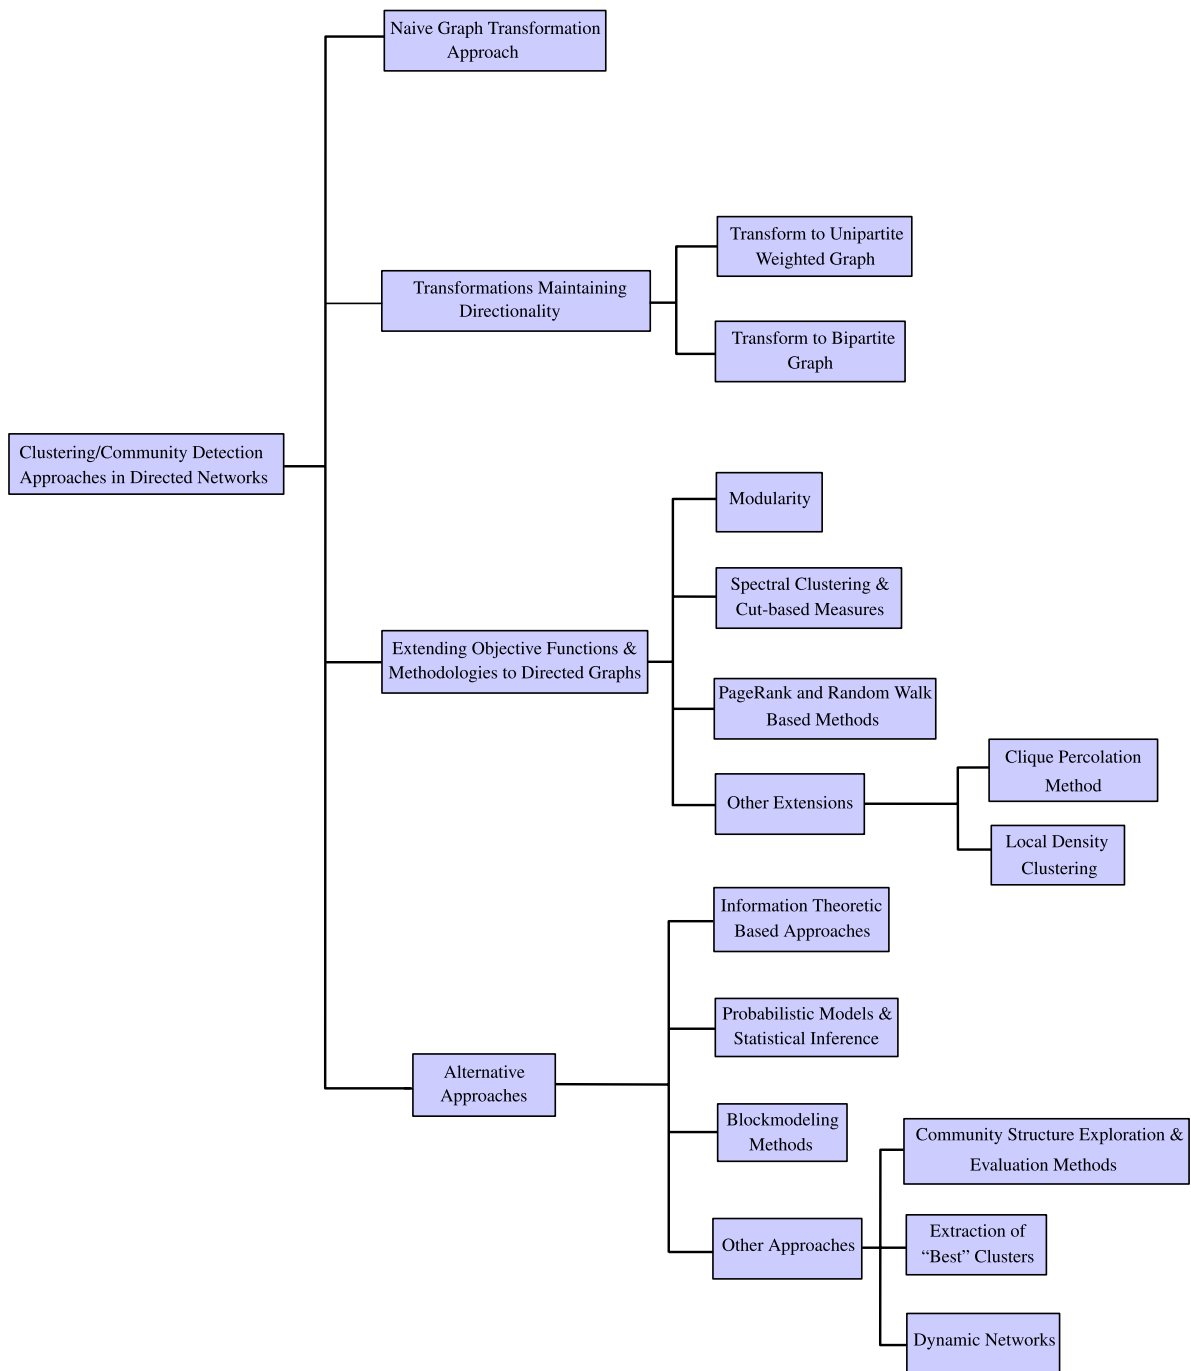 Naive Graph Transformation
Approach
Transform to Unipartite
Weighted Graph
Transformations Maintaining
Directionality
Transform to Bipartite
Graph
Clustering/Community Detection
Approaches in Directed Networks
Modularity
Spectral Clustering &
Cut-based Measures
Extending Objective Functions &
Methodologies to Directed Graphs
PageRank and Random Walk
Based Methods
Other Extensions
Clique Percolation
Method
Local Density
Clustering
Information Theoretic
Based Approaches
Probabilistic Models &
Statistical Inference
Alternative
Approaches
Blockmodeling
Methods
Other Approaches
Community Structure Exploration &
Evaluation Methods
Extraction of
“Best” Clusters
Dynamic Networks